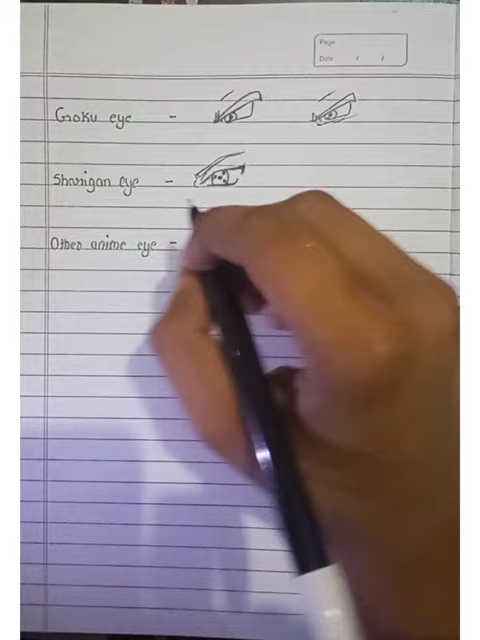 Page
Date / /
Goku eye -
Sharigan eye -
Other anime eye =